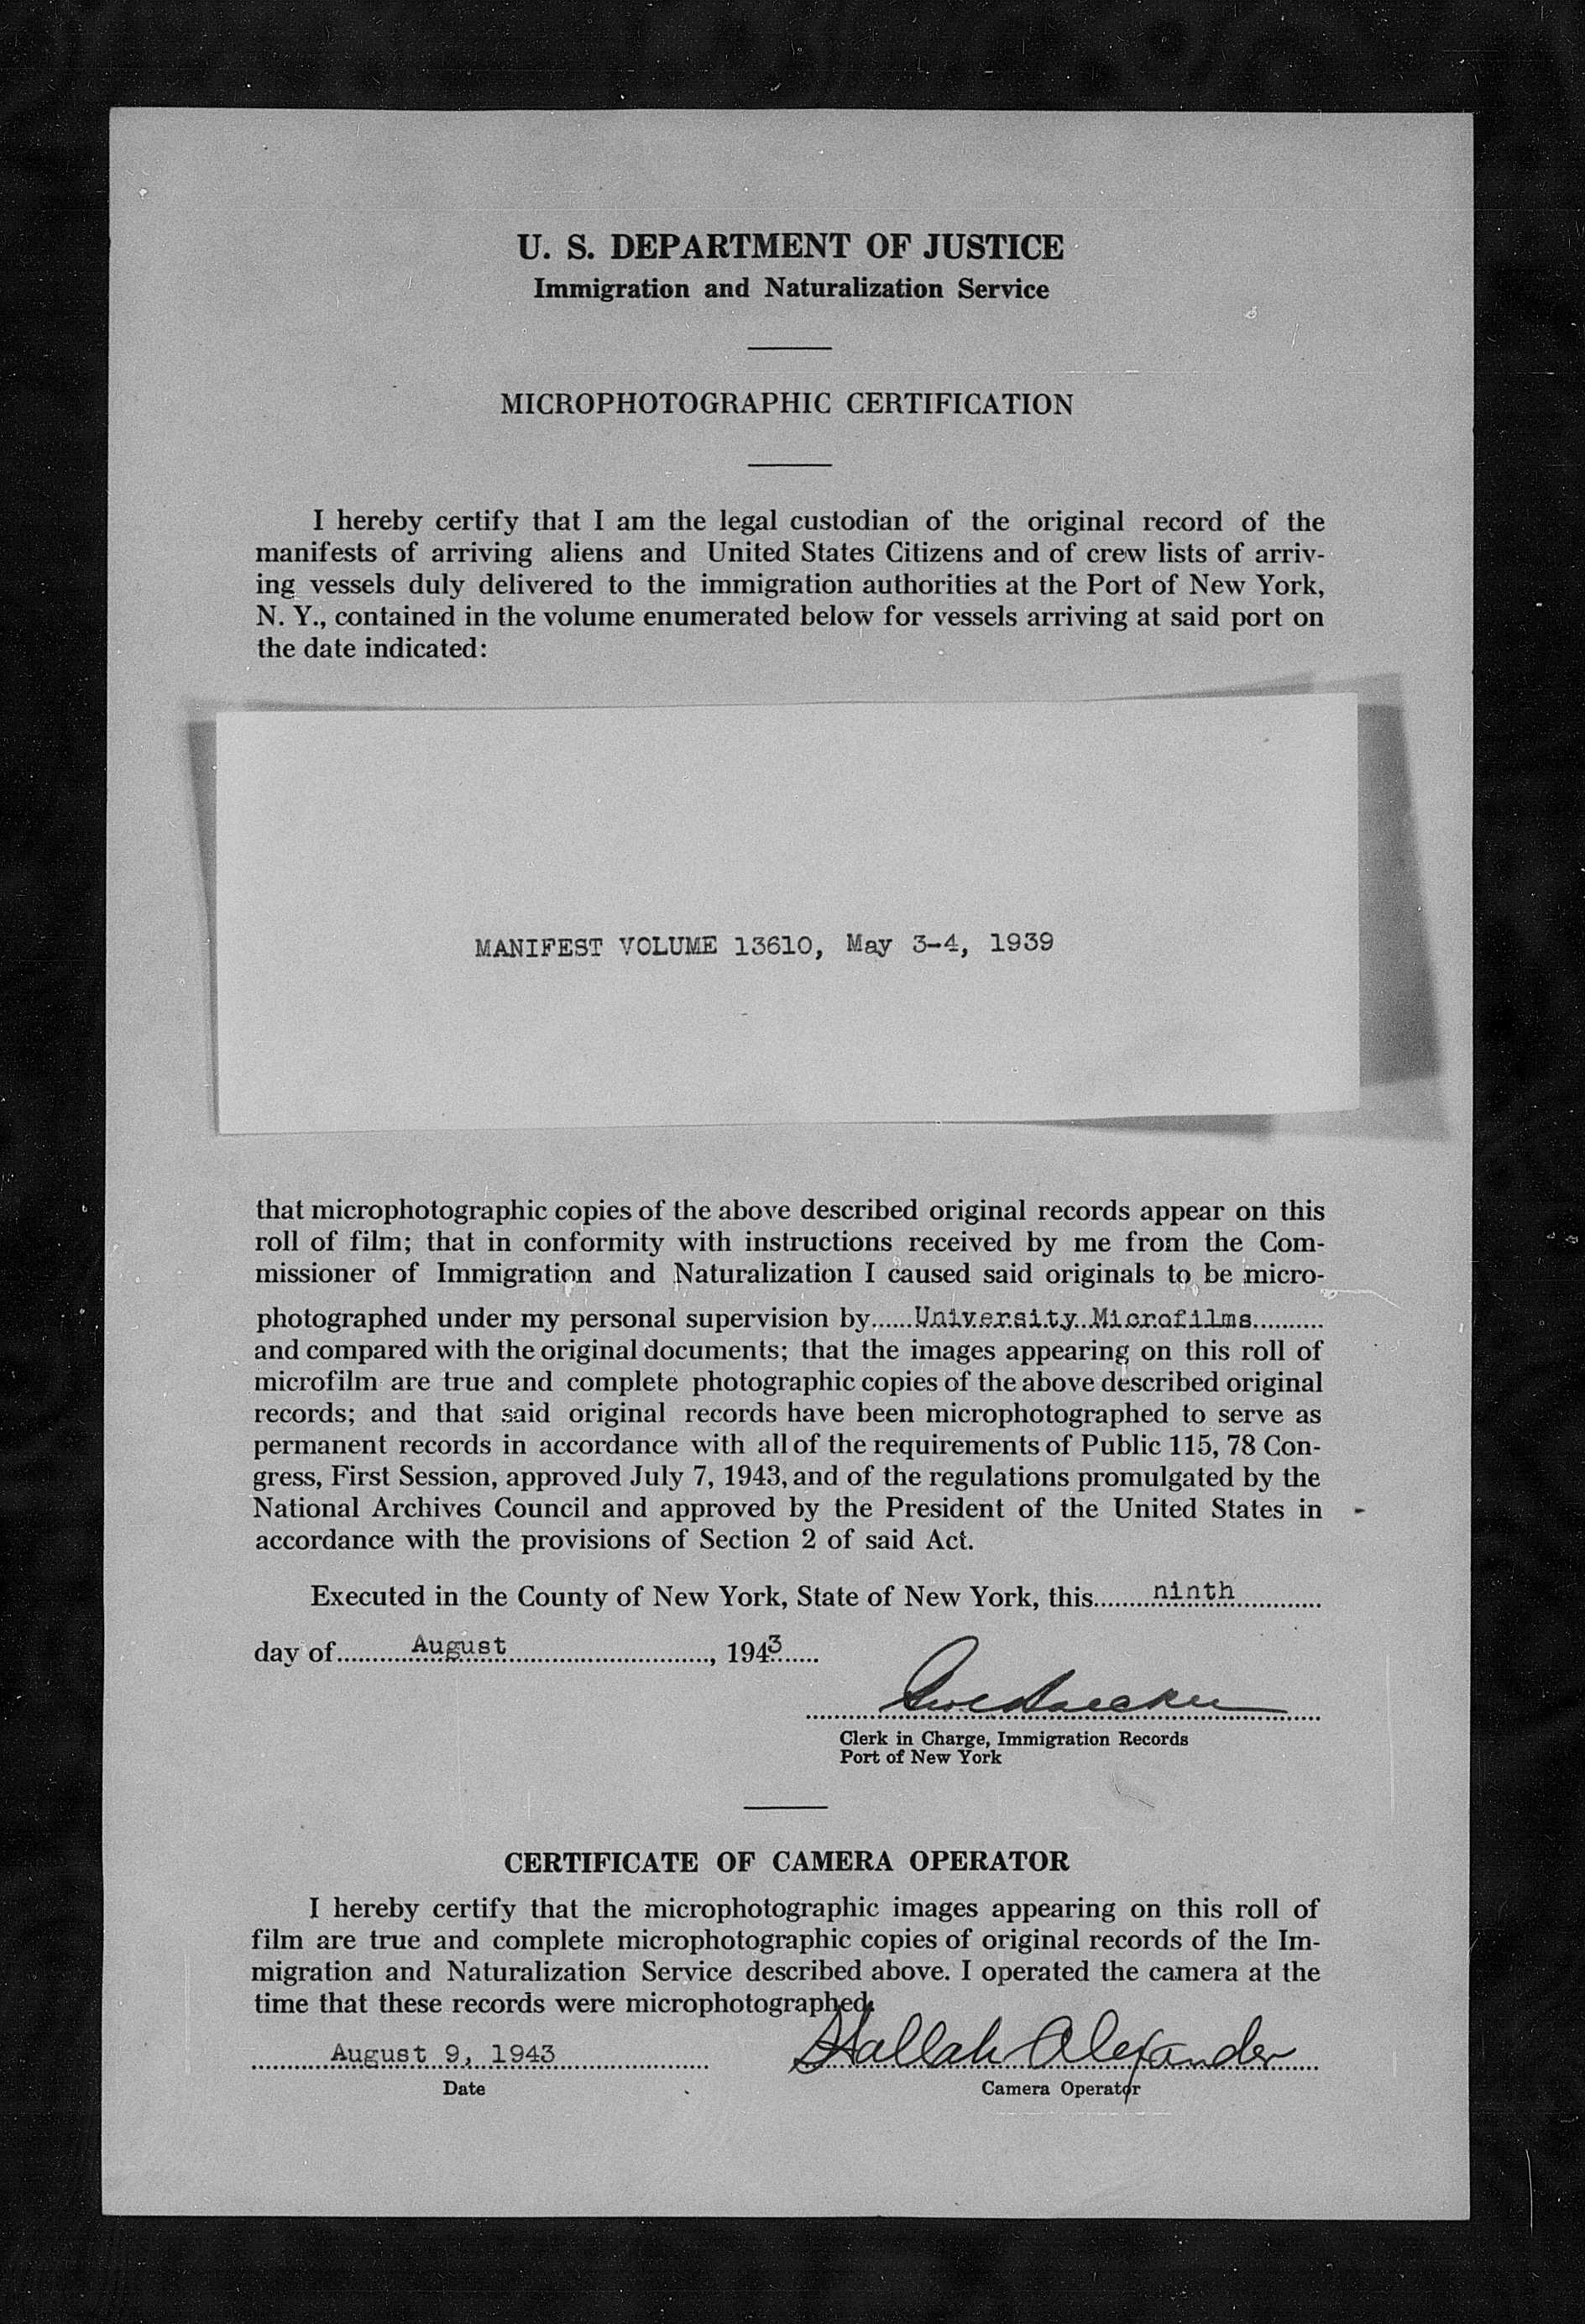 U. S. DEPARTMENT OF JUSTICE
Immigration and Naturalization Service
MICROPHOTOGRAPHIC CERTIFICATION
I hereby certify that I am the legal custodian of the original record of the
manifests of arriving aliens and United States Citizens and of crew lists of arriv-
ing vessels duly delivered to the immigration authorities at the Port of New York,
N. Y., contained in the volume enumerated below for vessels arriving at said port on
the date indicated:
MANIFEST VOLUME 13610, May 3-4, 1939
that microphotographic copies of the above described original records appear on this
roll of film; that in conformity with instructions received by me from the Com-
missioner of Immigration and Naturalization I caused said originals to be micro-
photographed under my personal supervision by......University Microfilms..........
and compared with the original documents; that the images appearing on this roll of
microfilm are true and complete photographic copies of the above described original
records; and that said original records have been microphotographed to serve as
permanent records in accordance with all of the requirements of Public 115, 78 Con-
gress, First Session, approved July 7, 1943, and of the regulations promulgated by the
National Archives Council and approved by the President of the United States in
accordance with the provisions of Section 2 of said Act.
Executed in the County of New York, State of New York, this.........ninth............
day of...........August............................., 1943.......
Clerk in Charge, Immigration Records
Port of New York
CERTIFICATE OF CAMERA OPERATOR
I hereby certify that the microphotographic images appearing on this roll of
film are true and complete microphotographic copies of original records of the Im-
migration and Naturalization Service described above. I operated the camera at the
time that these records were microphotographed.
August 9, 1943 Hallah Alexander
Date Camera Operator